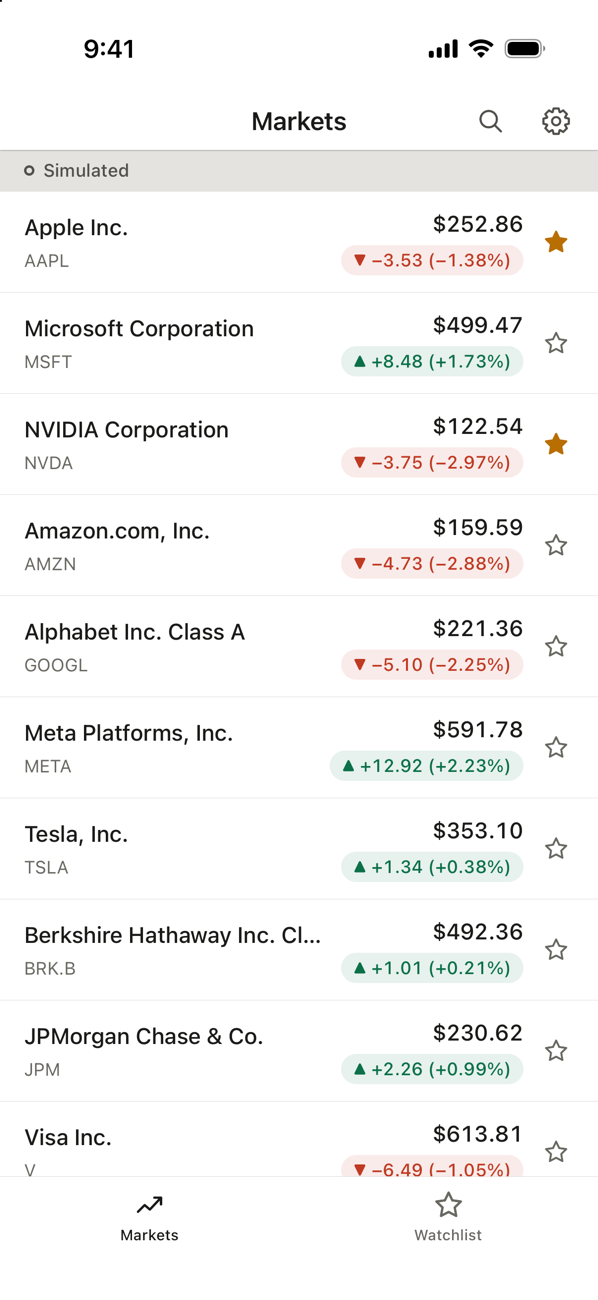 9:41
Markets
Simulated
Apple Inc.
$252.86
AAPL
▼ −3.53 (−1.38%)
Microsoft Corporation
$499.47
MSFT
▲ +8.48 (+1.73%)
NVIDIA Corporation
$122.54
NVDA
▼ −3.75 (−2.97%)
Amazon.com, Inc.
$159.59
AMZN
▼ −4.73 (−2.88%)
Alphabet Inc. Class A
$221.36
GOOGL
▼ −5.10 (−2.25%)
Meta Platforms, Inc.
$591.78
META
▲ +12.92 (+2.23%)
Tesla, Inc.
$353.10
TSLA
▲ +1.34 (+0.38%)
Berkshire Hathaway Inc. Cl...
$492.36
BRK.B
▲ +1.01 (+0.21%)
JPMorgan Chase & Co.
$230.62
JPM
▲ +2.26 (+0.99%)
Visa Inc.
$613.81
V
▼ −6.49 (−1.05%)
Markets
Watchlist